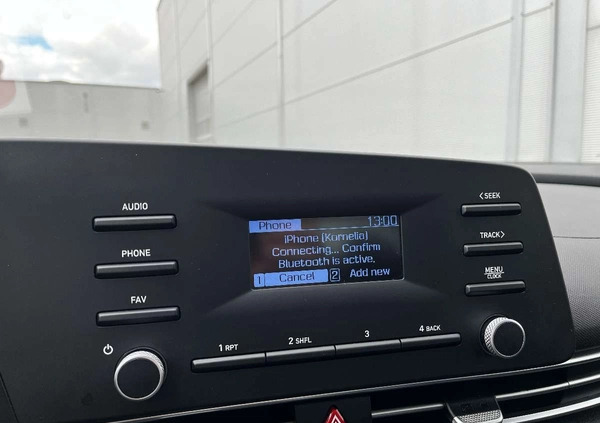 AUDIO
PHONE
FAV
Phone 13:00
iPhone (Kornelia)
Connecting... Confirm
Bluetooth is active.
1 Cancel 2 Add new
< SEEK
TRACK >
MENU
CLOCK
1 RPT 2 SHFL 3 4 BACK